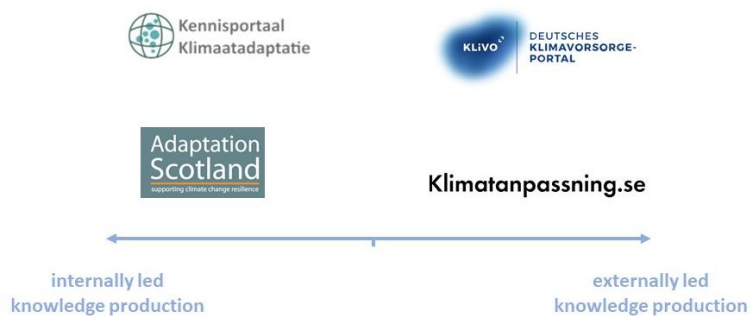 Kennisportaal
Klimaatadaptatie
KLiVO
DEUTSCHES
KLIMAVORSORGE-
PORTAL
Adaptation
Scotland
supporting climate change resilience
Klimatanpassning.se
internally led
knowledge production
externally led
knowledge production